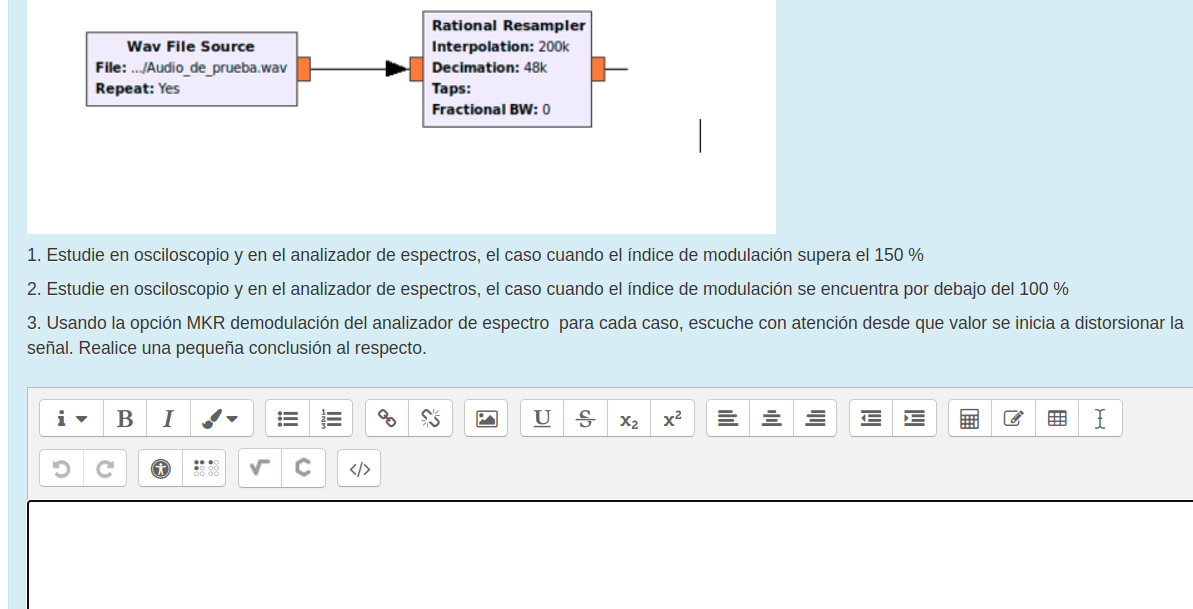 Wav File Source
File: .../Audio_de_prueba.wav
Repeat: Yes
Rational Resampler
Interpolation: 200k
Decimation: 48k
Taps:
Fractional BW: 0
1. Estudie en osciloscopio y en el analizador de espectros, el caso cuando el índice de modulación supera el 150 %
2. Estudie en osciloscopio y en el analizador de espectros, el caso cuando el índice de modulación se encuentra por debajo del 100 %
3. Usando la opción MKR demodulación del analizador de espectro  para cada caso, escuche con atención desde que valor se inicia a distorsionar la
señal. Realice una pequeña conclusión al respecto.
i B I U S x₂ x²
</>